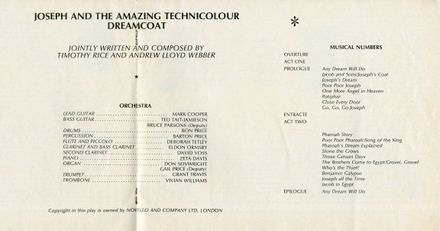 JOSEPH AND THE AMAZING TECHNICOLOUR
DREAMCOAT
JOINTLY WRITTEN AND COMPOSED BY
TIMOTHY RICE AND ANDREW LLOYD WEBBER
*
ORCHESTRA
LEAD GUITAR MARK COOPER
BASS GUITAR TED TAIT-JAMIESON
BRUCE PARSONS (Deputy)
DRUMS RON PRICE
PERCUSSION BARTON PRICE
FLUTE AND PICCOLO DEBORAH TETLEY
CLARINET AND BASS CLARINET ELDON ORMSBY
SECOND CLARINET DAVID VOSS
PIANO ZETA DAVIS
ORGAN DON SEIWRIGHT
GAIL PRICE (Deputy)
TRUMPET GRANT TRAVIS
TROMBONE VIVIAN WILLIAMS
Copyright in this play is owned by NOVELLO AND COMPANY LTD, LONDON
*
MUSICAL NUMBERS
OVERTURE
ACT ONE
PROLOGUE Any Dream Will Do
Jacob and Sons/Joseph's Coat
Joseph's Dream
Poor Poor Joseph
One More Angel in Heaven
Potiphar
Close Every Door
Go, Go, Go Joseph
ENTRACTE
ACT TWO
Pharoah Story
Poor Poor Pharoah/Song of the King
Pharoah's Dream Explained
Stone the Crows
Those Canaan Days
The Brothers Come to Egypt/Grovel, Grovel
Who's the Thief?
Benjamin Calypso
Joseph all the Time
Jacob in Egypt
EPILOGUE Any Dream Will Do